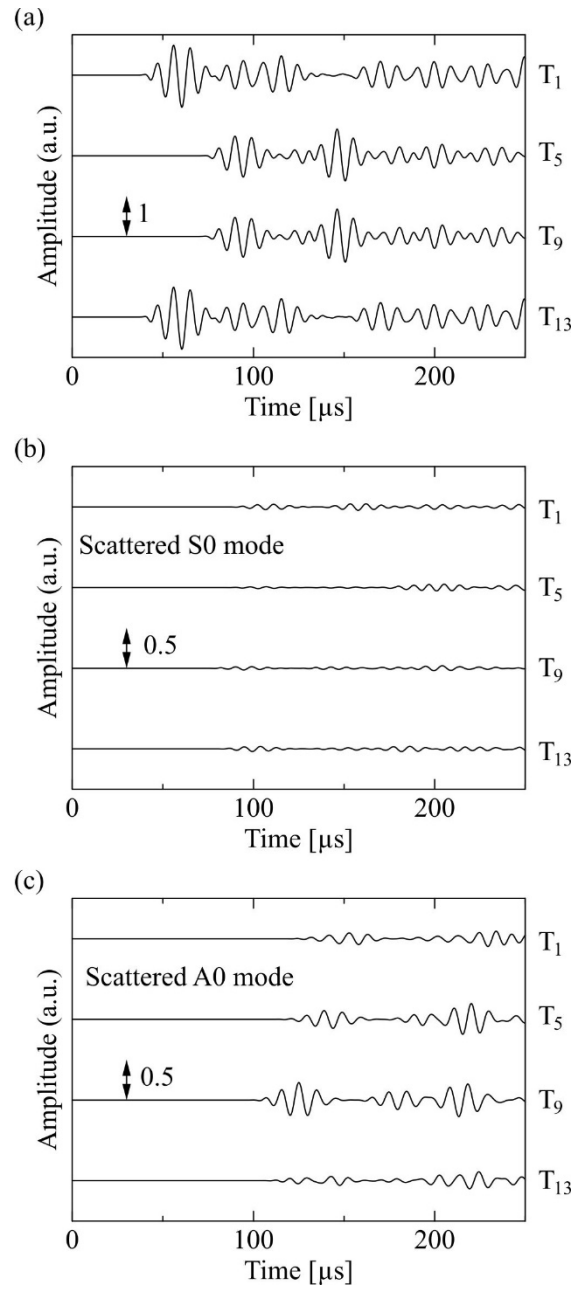 (a)
Amplitude (a.u.)
1
T1
T5
T9
T13
0
100
200
Time [µs]
(b)
Amplitude (a.u.)
Scattered S0 mode
0.5
T1
T5
T9
T13
0
100
200
Time [µs]
(c)
Amplitude (a.u.)
Scattered A0 mode
0.5
T1
T5
T9
T13
0
100
200
Time [µs]